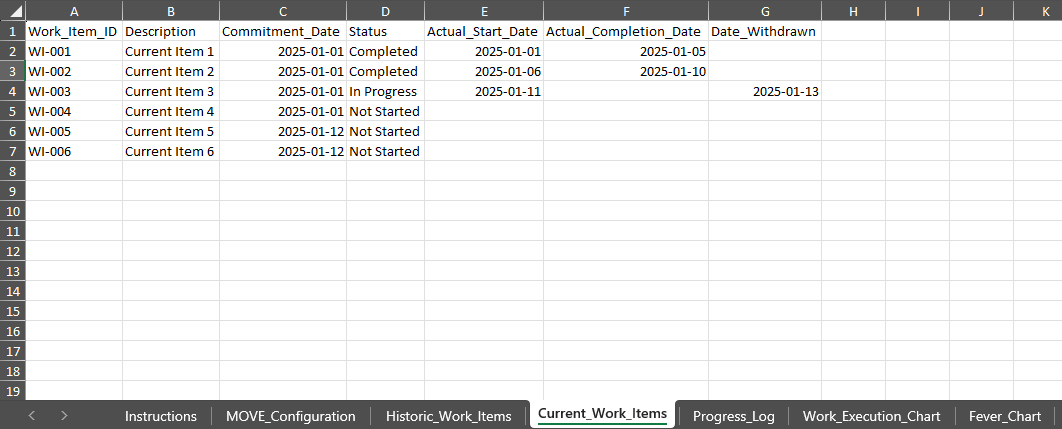 A B C D E F G H I J K
1 Work_Item_ID Description Commitment_Date Status Actual_Start_Date Actual_Completion_Date Date_Withdrawn
2 WI-001 Current Item 1 2025-01-01 Completed 2025-01-01 2025-01-05
3 WI-002 Current Item 2 2025-01-01 Completed 2025-01-06 2025-01-10
4 WI-003 Current Item 3 2025-01-01 In Progress 2025-01-11 2025-01-13
5 WI-004 Current Item 4 2025-01-01 Not Started
6 WI-005 Current Item 5 2025-01-12 Not Started
7 WI-006 Current Item 6 2025-01-12 Not Started
8
9
10
11
12
13
14
15
16
17
18
19
Instructions MOVE_Configuration Historic_Work_Items Current_Work_Items Progress_Log Work_Execution_Chart Fever_Chart